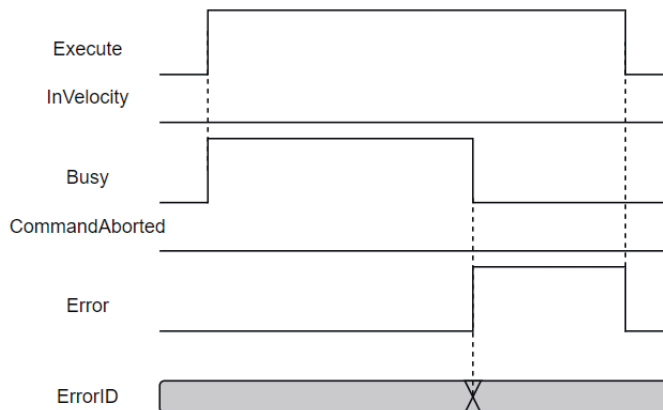 Execute
InVelocity
Busy
CommandAborted
Error
ErrorID